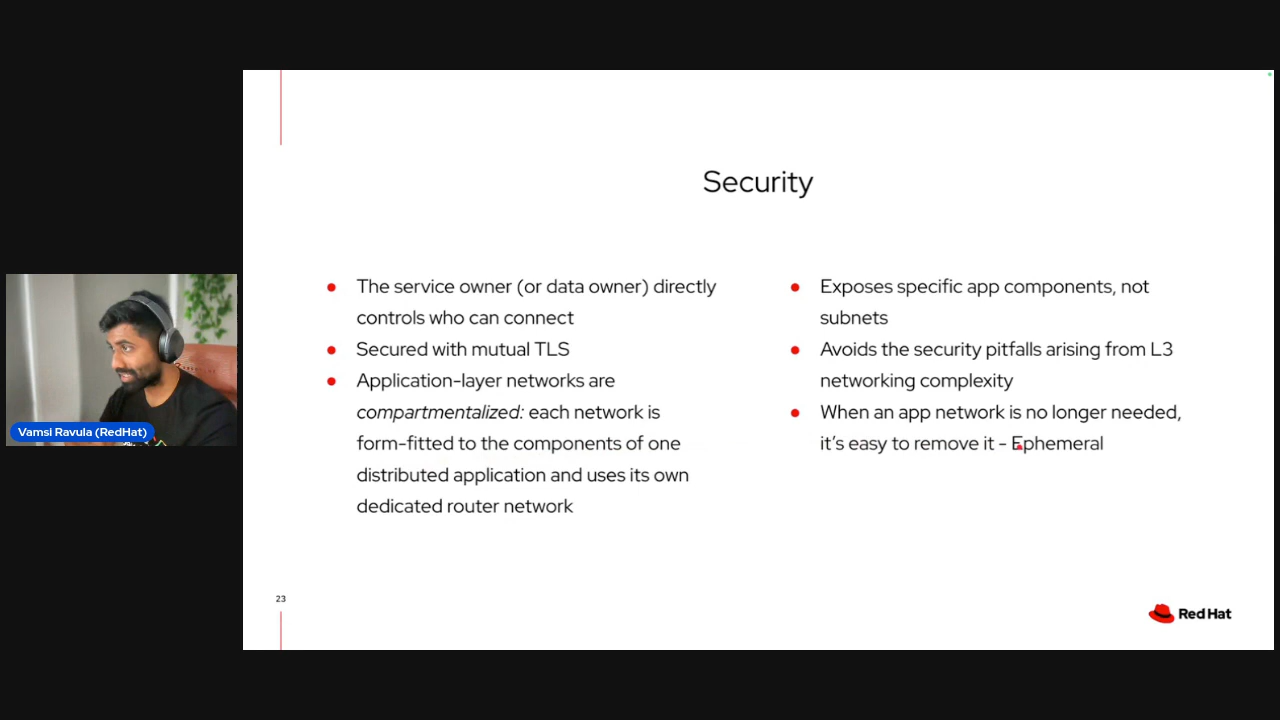 Security
The service owner (or data owner) directly
controls who can connect
Secured with mutual TLS
Application-layer networks are
compartmentalized: each network is
form-fitted to the components of one
distributed application and uses its own
dedicated router network
Exposes specific app components, not
subnets
Avoids the security pitfalls arising from L3
networking complexity
When an app network is no longer needed,
it's easy to remove it - Ephemeral
Vamsi Ravula (RedHat)
23
Red Hat